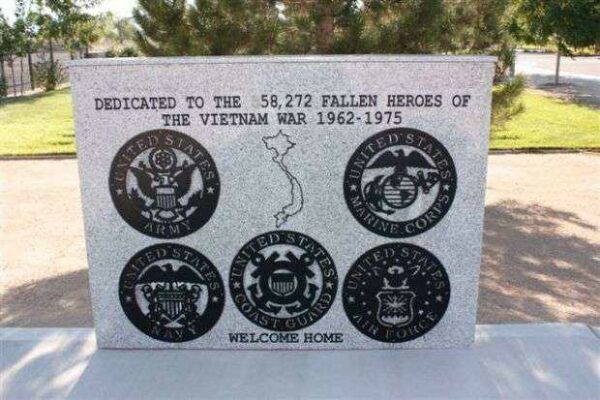 DEDICATED TO THE 58,272 FALLEN HEROES OF
THE VIETNAM WAR 1962-1975
UNITED STATES
ARMY
UNITED STATES
MARINE CORPS
UNITED STATES
NAVY
UNITED STATES
COAST GUARD
UNITED STATES
AIR FORCE
WELCOME HOME